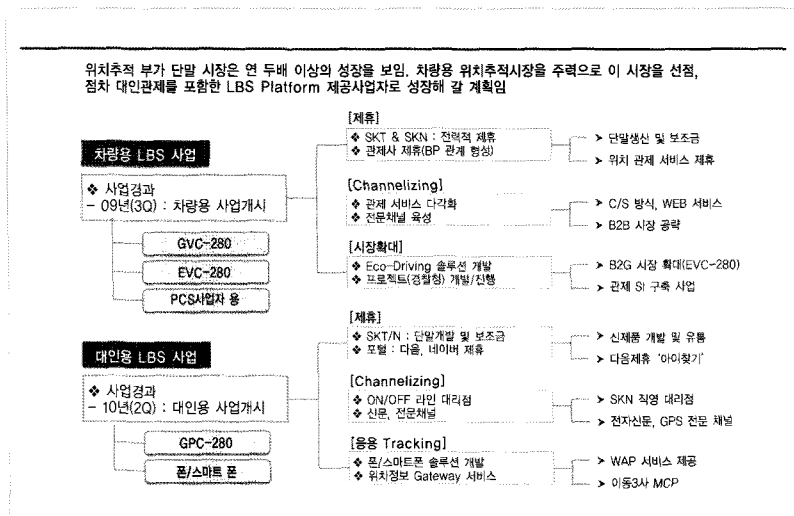 위치추적 부가 단말 시장은 연 두배 이상의 성장을 보임. 차량용 위치추적시장을 주력으로 이 시장을 선점,
점차 대인관제를 포함한 LBS Platform 제공사업자로 성장해 갈 계획임
차량용 LBS 사업
❖ 사업경과
– 09년(3Q) : 차량용 사업개시
GVC-280
EVC-280
PCS사업자 용
[제휴]
❖ SKT & SKN : 전력적 제휴
❖ 관제사 제휴(BP 관계 형성)
➢ 단말생산 및 보조금
➢ 위치 관제 서비스 제휴
[Channelizing]
❖ 관제 서비스 다각화
❖ 전문채널 육성
➢ C/S 방식, WEB 서비스
➢ B2B 시장 공략
[시장확대]
❖ Eco-Driving 솔루션 개발
❖ 프로젝트(경찰청) 개발/진행
➢ B2G 시장 확대(EVC-280)
➢ 관제 SI 구축 사업
대인용 LBS 사업
❖ 사업경과
– 10년(2Q) : 대인용 사업개시
GPC-280
폰/스마트 폰
[제휴]
❖ SKT/N : 단말개발 및 보조금
❖ 포털 : 다음, 네이버 제휴
➢ 신제품 개발 및 유통
➢ 다음제휴 '아이찾기'
[Channelizing]
❖ ON/OFF 라인 대리점
❖ 신문, 전문채널
➢ SKN 직영 대리점
➢ 전자신문, GPS 전문 채널
[응용 Tracking]
❖ 폰/스마트폰 솔루션 개발
❖ 위치정보 Gateway 서비스
➢ WAP 서비스 제공
➢ 이동3사 MCP